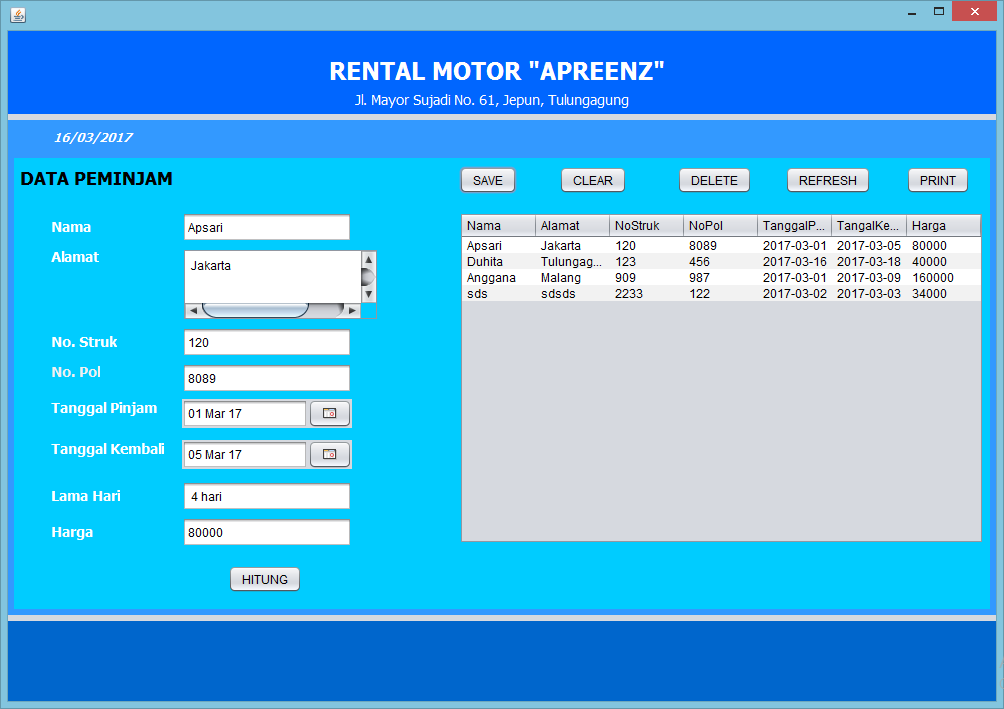 RENTAL MOTOR "APREENZ"
Jl. Mayor Sujadi No. 61, Jepun, Tulungagung
16/03/2017
DATA PEMINJAM
SAVE CLEAR DELETE REFRESH PRINT
Nama Apsari
Alamat Jakarta
No. Struk 120
No. Pol 8089
Tanggal Pinjam 01 Mar 17
Tanggal Kembali 05 Mar 17
Lama Hari 4 hari
Harga 80000
HITUNG
Nama Alamat NoStruk NoPol TanggalP... TangalKe... Harga
Apsari Jakarta 120 8089 2017-03-01 2017-03-05 80000
Duhita Tulungag... 123 456 2017-03-16 2017-03-18 40000
Anggana Malang 909 987 2017-03-01 2017-03-09 160000
sds sdsds 2233 122 2017-03-02 2017-03-03 34000